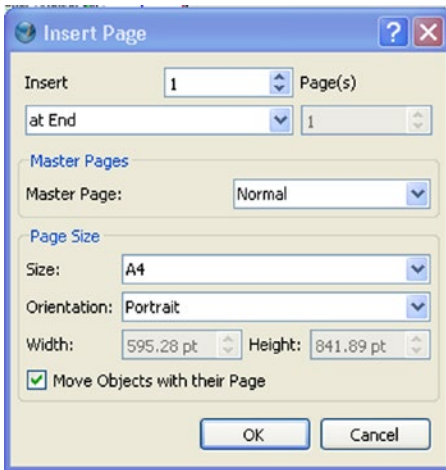 Insert Page
Insert 1 Page(s)
at End 1
Master Pages
Master Page: Normal
Page Size
Size: A4
Orientation: Portrait
Width: 595.28 pt Height: 841.89 pt
Move Objects with their Page
OK Cancel